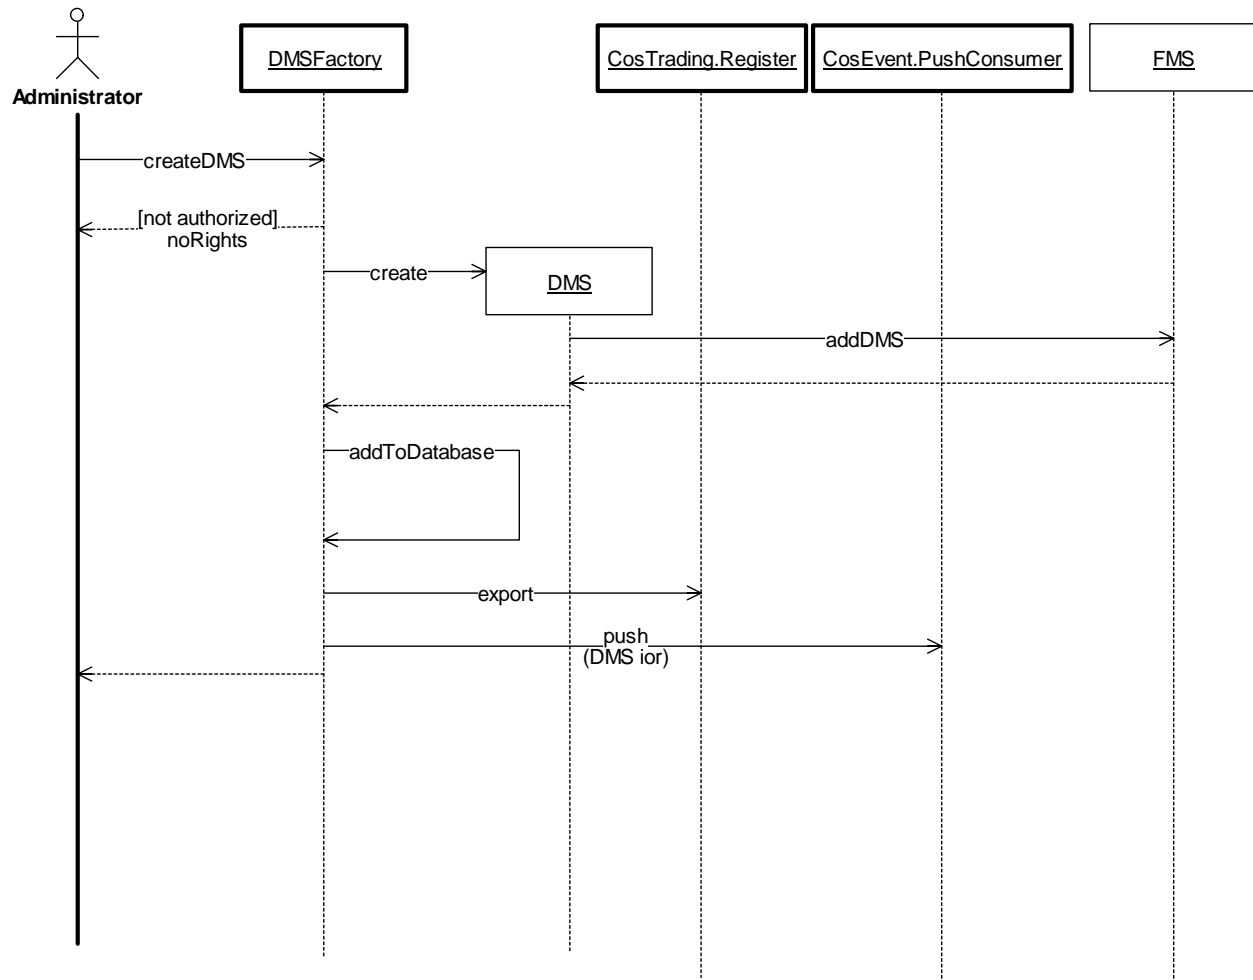 DMSFactory
CosTrading.Register
CosEvent.PushConsumer
FMS
Administrator
createDMS
[not authorized]
noRights
create
DMS
addDMS
addToDatabase
export
push
(DMS ior)